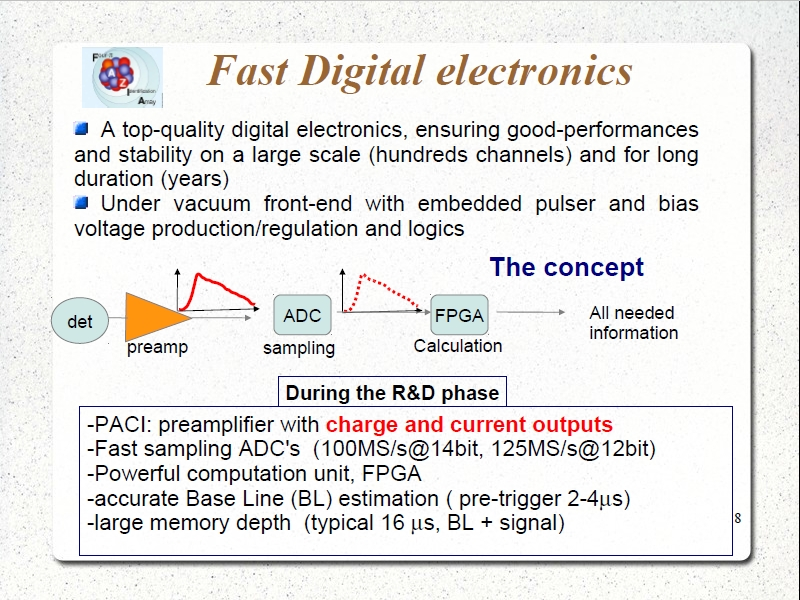 Four-π
A Z
Identification
Array
Fast Digital electronics
A top-quality digital electronics, ensuring good-performances
and stability on a large scale (hundreds channels) and for long
duration (years)
Under vacuum front-end with embedded pulser and bias
voltage production/regulation and logics
The concept
det
preamp
ADC
sampling
FPGA
Calculation
All needed
information
During the R&D phase
-PACI: preamplifier with charge and current outputs
-Fast sampling ADC's (100MS/s@14bit, 125MS/s@12bit)
-Powerful computation unit, FPGA
-accurate Base Line (BL) estimation ( pre-trigger 2-4μs)
-large memory depth (typical 16 μs, BL + signal)
8